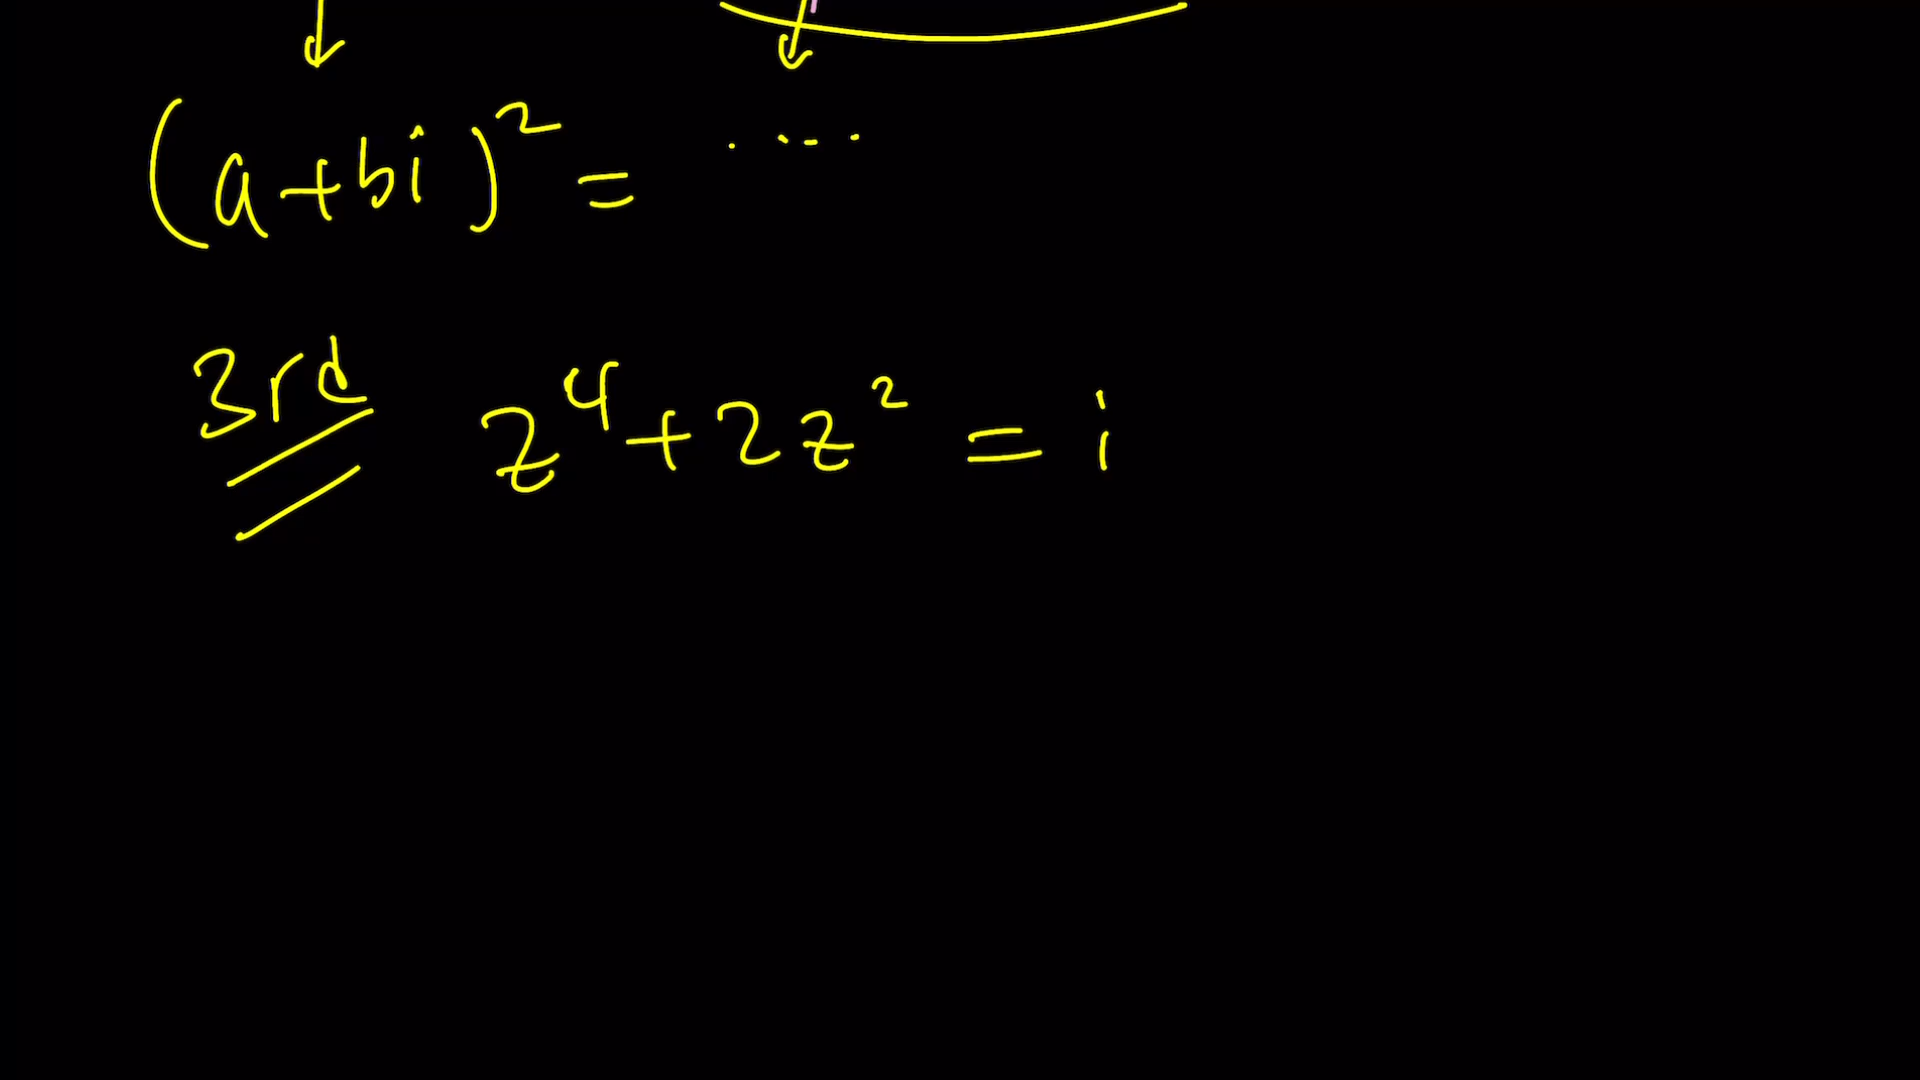 (a+bi)² = .....
3rd z⁴+2z² = i